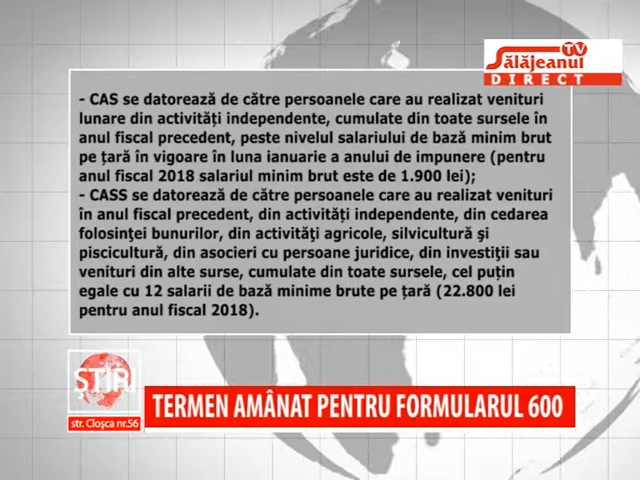 Sălăjeanul TV
DIRECT
- CAS se datorează de către persoanele care au realizat venituri
lunare din activități independente, cumulate din toate sursele în
anul fiscal precedent, peste nivelul salariului de bază minim brut
pe țară în vigoare în luna ianuarie a anului de impunere (pentru
anul fiscal 2018 salariul minim brut este de 1.900 lei);
- CASS se datorează de către persoanele care au realizat venituri
în anul fiscal precedent, din activități independente, din cedarea
folosinţei bunurilor, din activităţi agricole, silvicultură şi
piscicultură, din asocieri cu persoane juridice, din investiţii sau
venituri din alte surse, cumulate din toate sursele, cel puțin
egale cu 12 salarii de bază minime brute pe țară (22.800 lei
pentru anul fiscal 2018).
ŞTIRI
str. Cloşca nr.56
TERMEN AMÂNAT PENTRU FORMULARUL 600